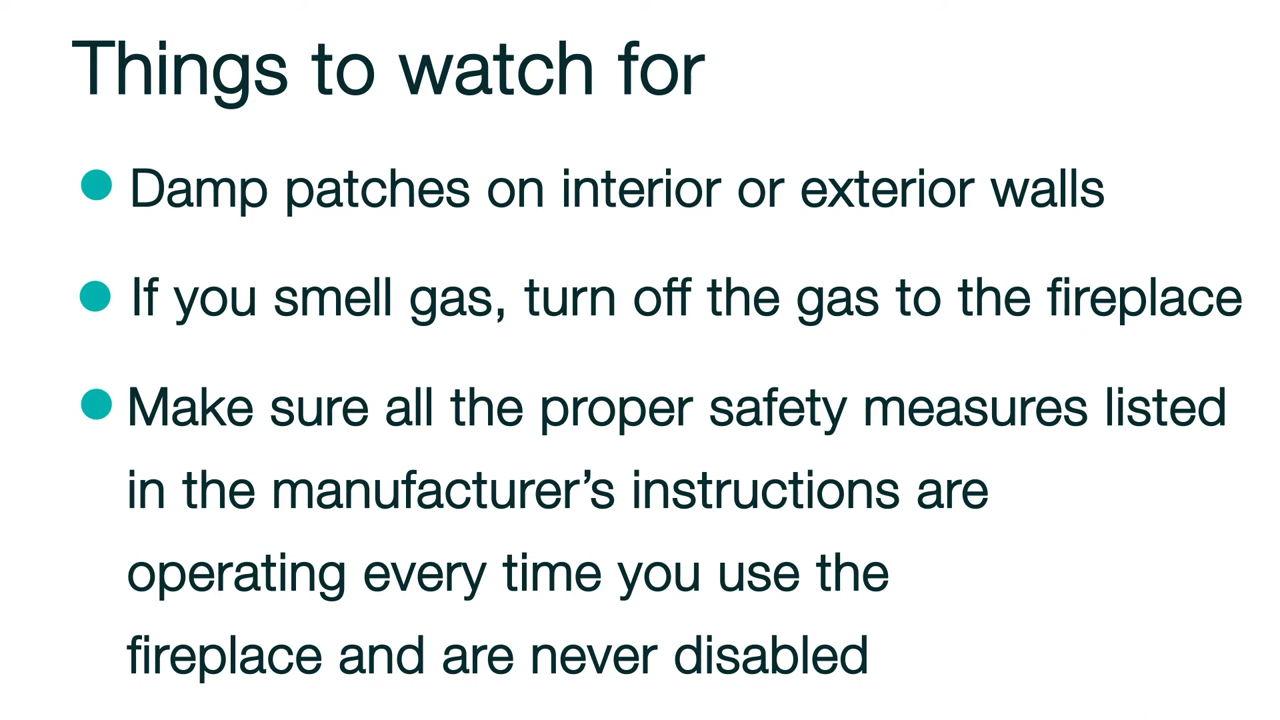 Things to watch for
Damp patches on interior or exterior walls
If you smell gas, turn off the gas to the fireplace
Make sure all the proper safety measures listed
in the manufacturer’s instructions are
operating every time you use the
fireplace and are never disabled